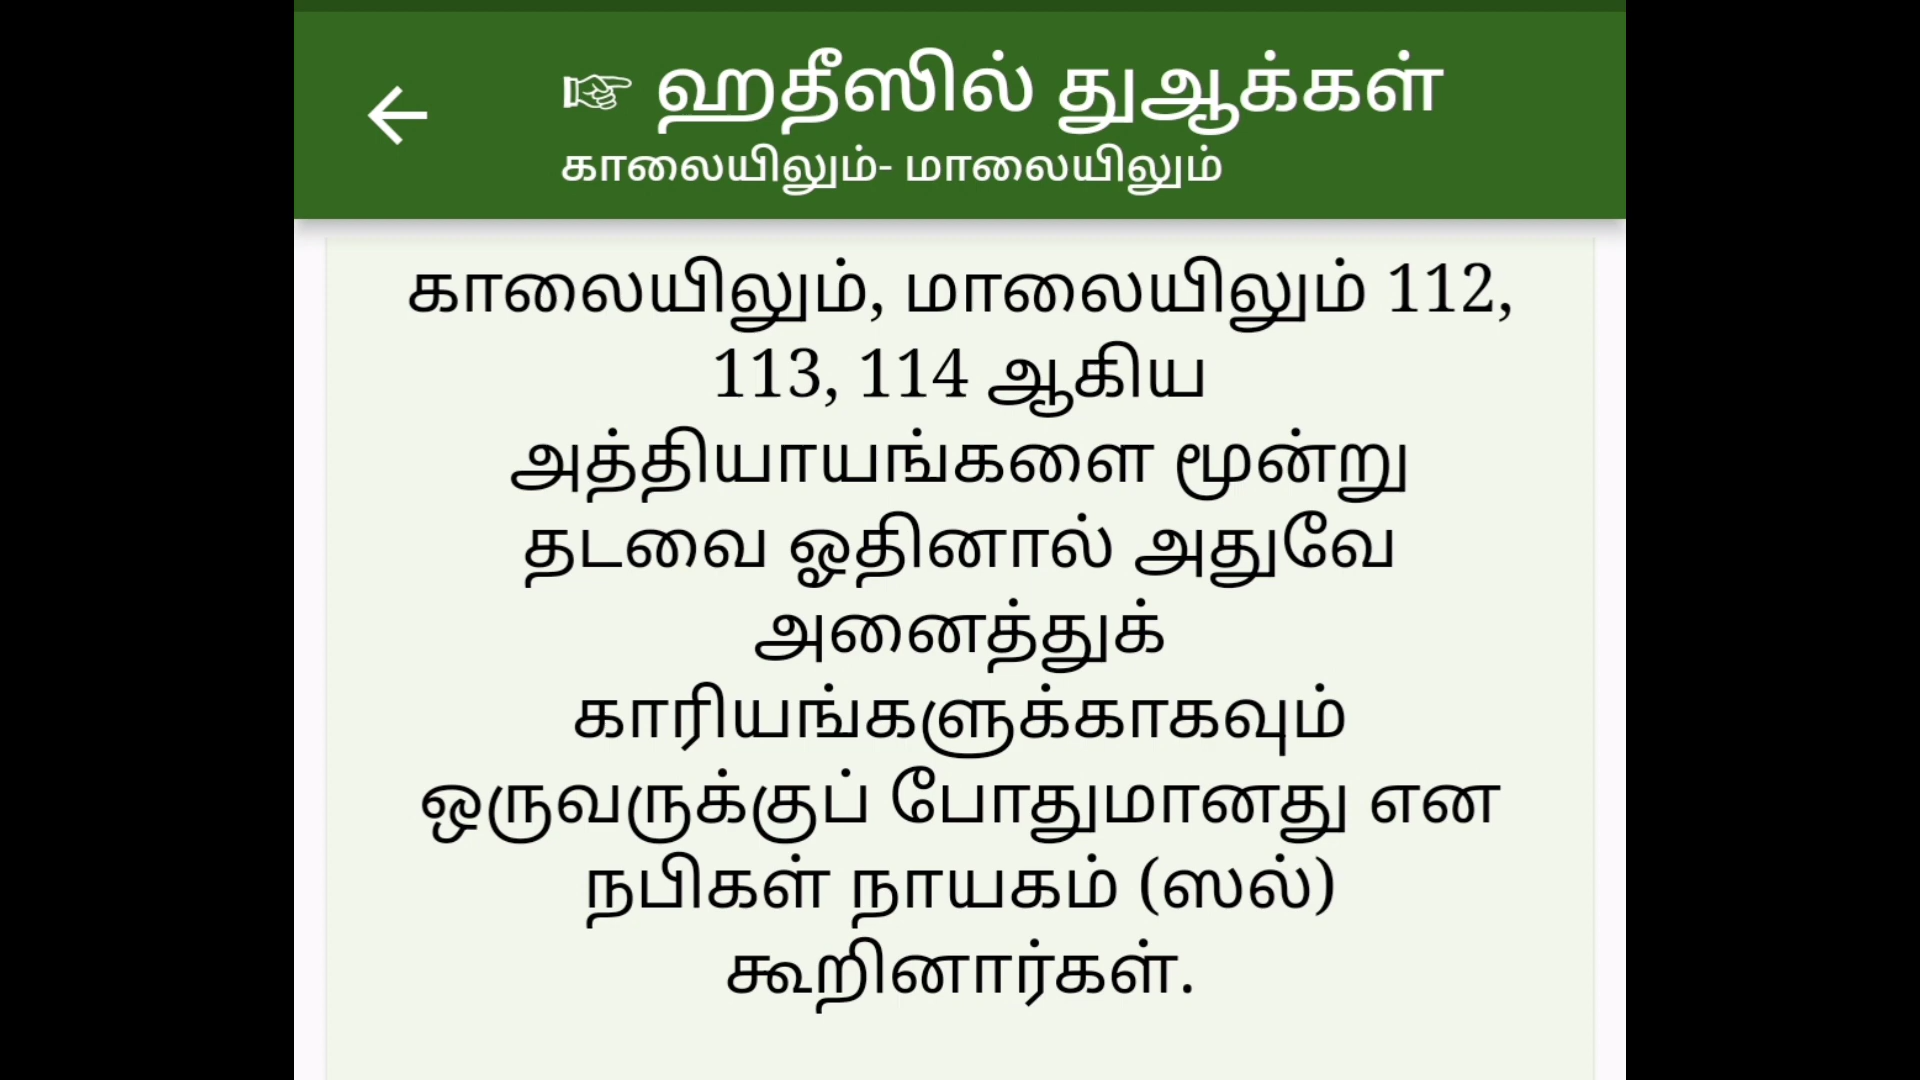 ☞ ஹதீஸில் துஆக்கள்
காலையிலும்- மாலையிலும்
காலையிலும், மாலையிலும் 112,
113, 114 ஆகிய
அத்தியாயங்களை மூன்று
தடவை ஓதினால் அதுவே
அனைத்துக்
காரியங்களுக்காகவும்
ஒருவருக்குப் போதுமானது என
நபிகள் நாயகம் (ஸல்)
கூறினார்கள்.